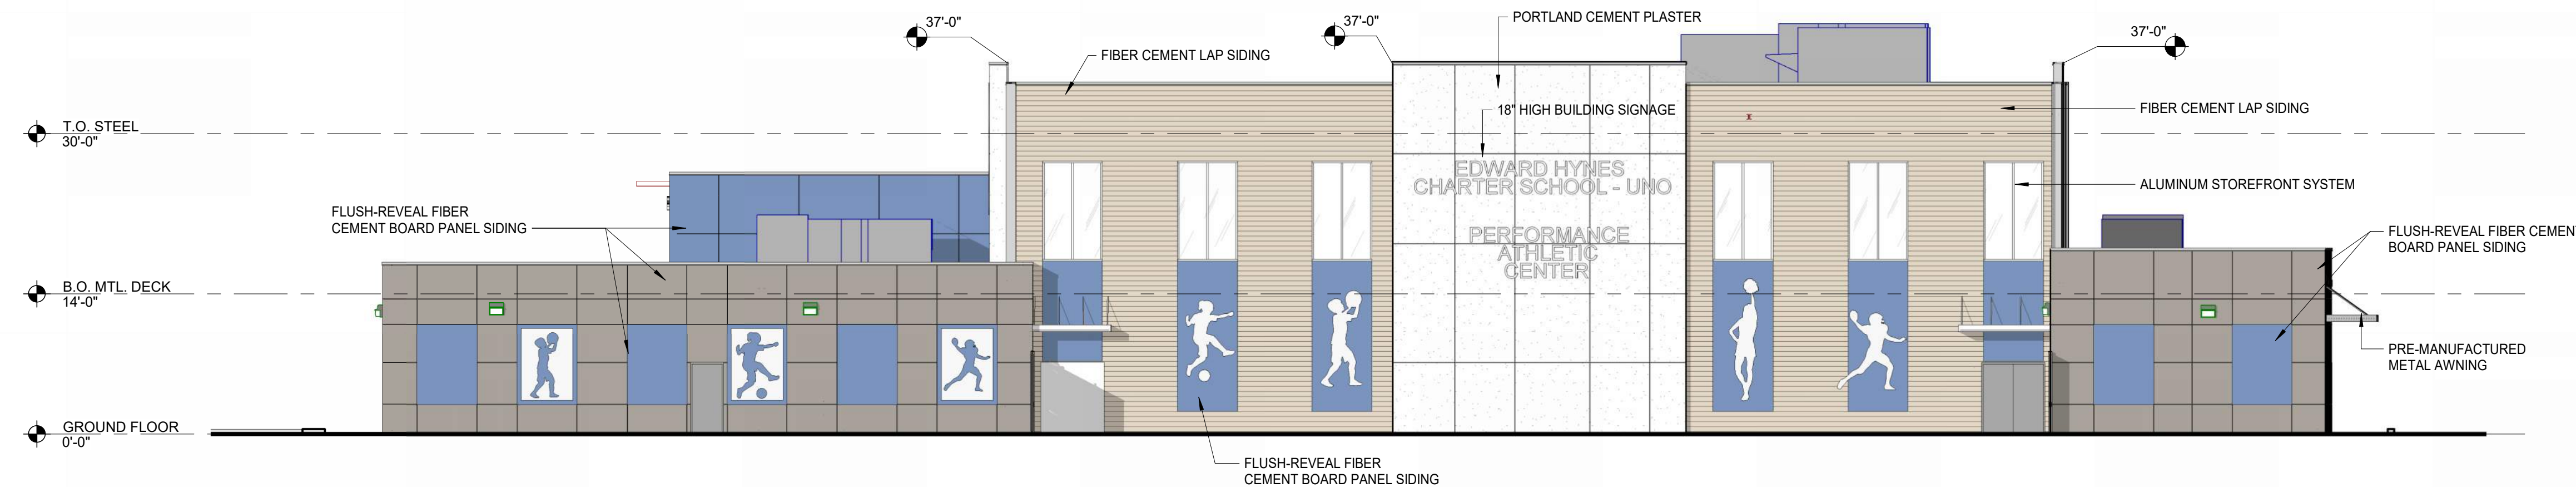 37'-0"
37'-0"
37'-0"
PORTLAND CEMENT PLASTER
FIBER CEMENT LAP SIDING
18" HIGH BUILDING SIGNAGE
FIBER CEMENT LAP SIDING
T.O. STEEL
30'-0"
EDWARD HYNES
CHARTER SCHOOL - UNO
ALUMINUM STOREFRONT SYSTEM
FLUSH-REVEAL FIBER
CEMENT BOARD PANEL SIDING
PERFORMANCE
ATHLETIC
CENTER
FLUSH-REVEAL FIBER CEMENT
BOARD PANEL SIDING
B.O. MTL. DECK
14'-0"
PRE-MANUFACTURED
METAL AWNING
GROUND FLOOR
0'-0"
FLUSH-REVEAL FIBER
CEMENT BOARD PANEL SIDING